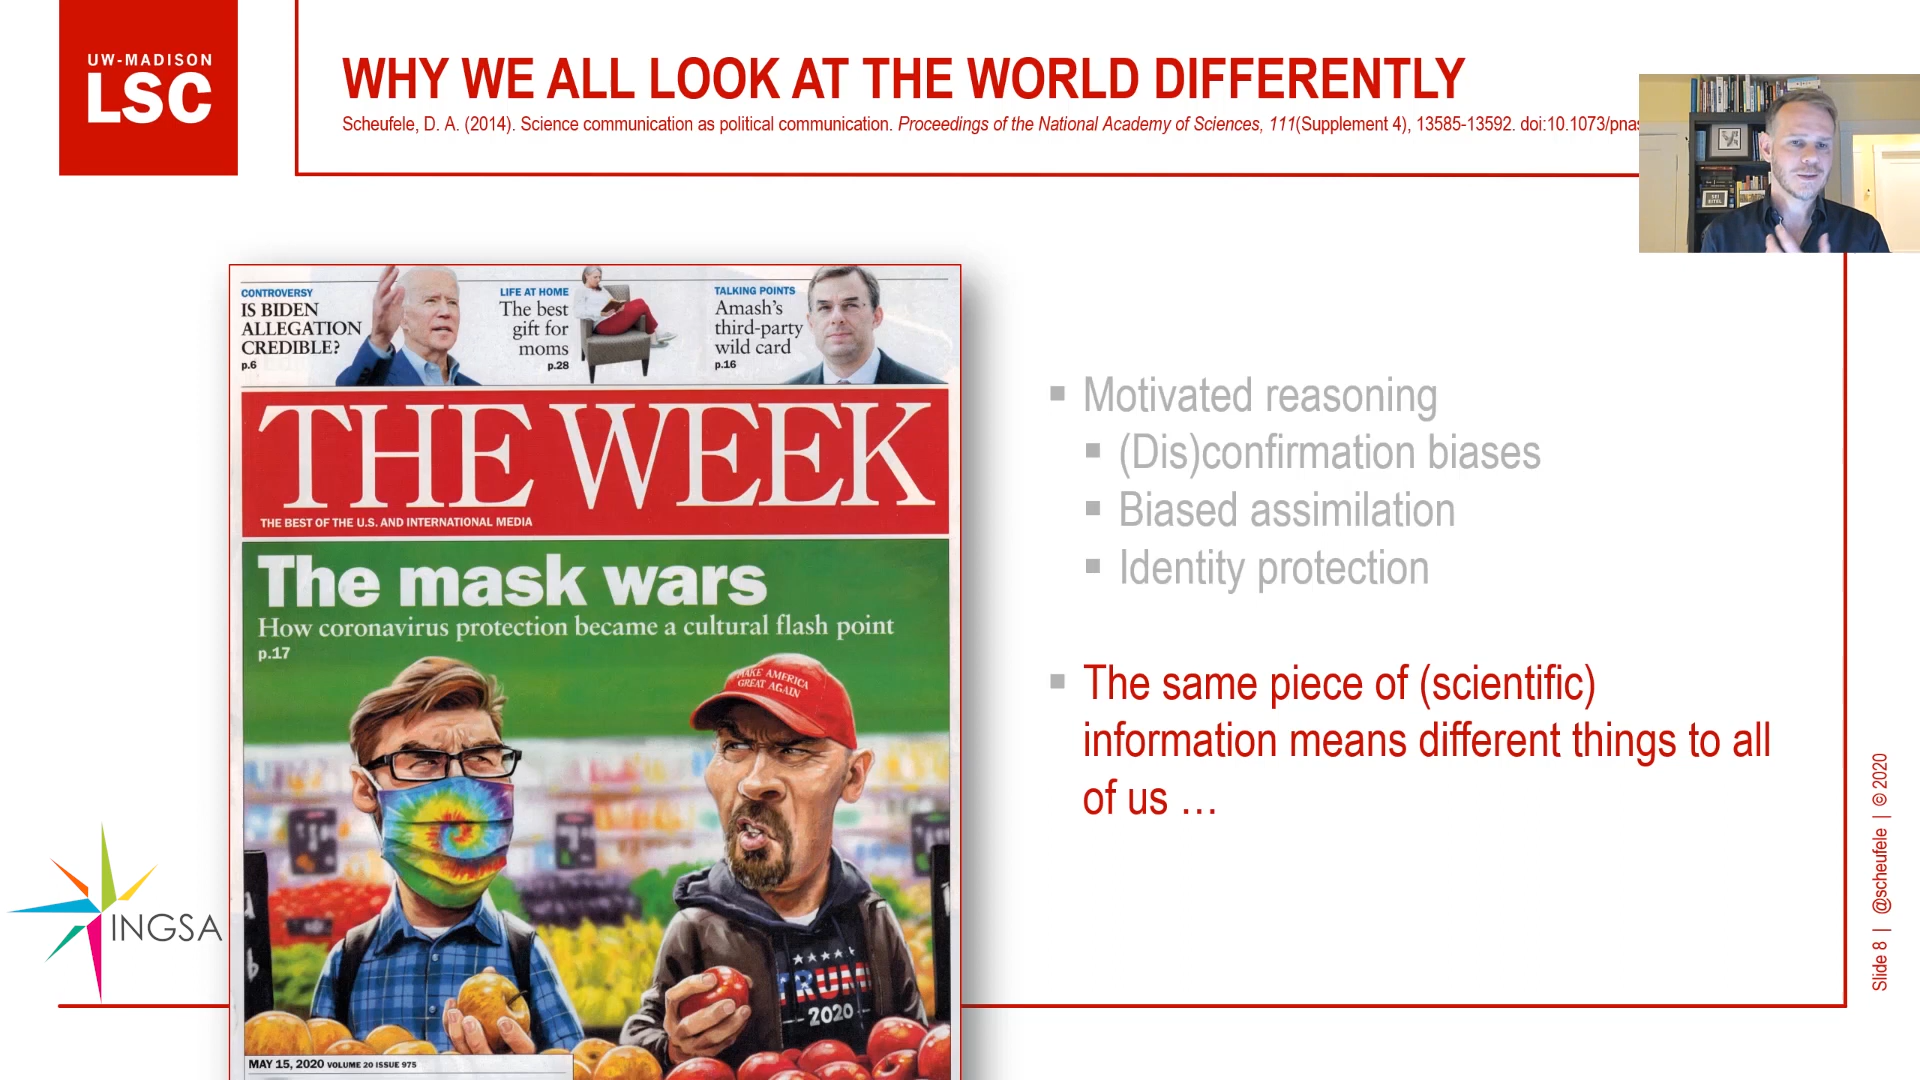 UW-MADISON
LSC
WHY WE ALL LOOK AT THE WORLD DIFFERENTLY
Scheufele, D. A. (2014). Science communication as political communication. Proceedings of the National Academy of Sciences, 111(Supplement 4), 13585-13592. doi:10.1073/pnas
CONTROVERSY
IS BIDEN
ALLEGATION
CREDIBLE?
p.6
LIFE AT HOME
The best
gift for
moms
p.28
TALKING POINTS
Amash's
third-party
wild card
p.16
THE WEEK
THE BEST OF THE U.S. AND INTERNATIONAL MEDIA
The mask wars
How coronavirus protection became a cultural flash point
p.17
MAKE AMERICA
GREAT AGAIN
TRUM
2020
MAY 15, 2020 VOLUME 20 ISSUE 975
▪ Motivated reasoning
▪ (Dis)confirmation biases
▪ Biased assimilation
▪ Identity protection
▪ The same piece of (scientific)
information means different things to all
of us …
INGSA
Slide 8 | @scheufele | © 2020